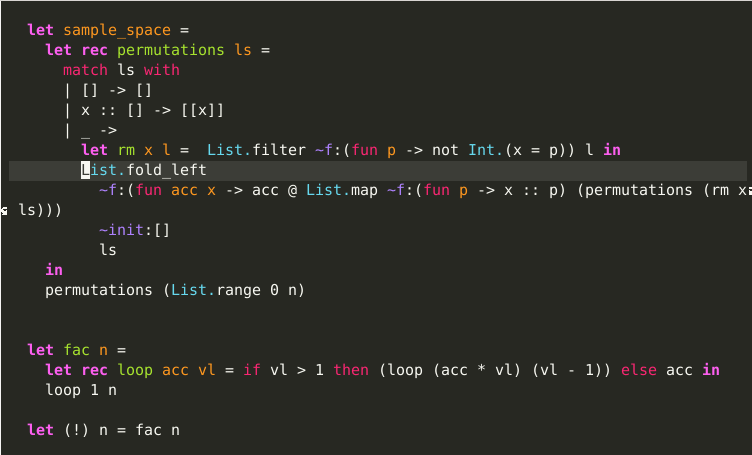 let sample_space =
let rec permutations ls =
match ls with
| [] -> []
| x :: [] -> [[x]]
| _ ->
let rm x l =  List.filter ~f:(fun p -> not Int.(x = p)) l in
List.fold_left
~f:(fun acc x -> acc @ List.map ~f:(fun p -> x :: p) (permutations (rm x
ls)))
~init:[]
ls
in
permutations (List.range 0 n)
let fac n =
let rec loop acc vl = if vl > 1 then (loop (acc * vl) (vl - 1)) else acc in
loop 1 n
let (!) n = fac n